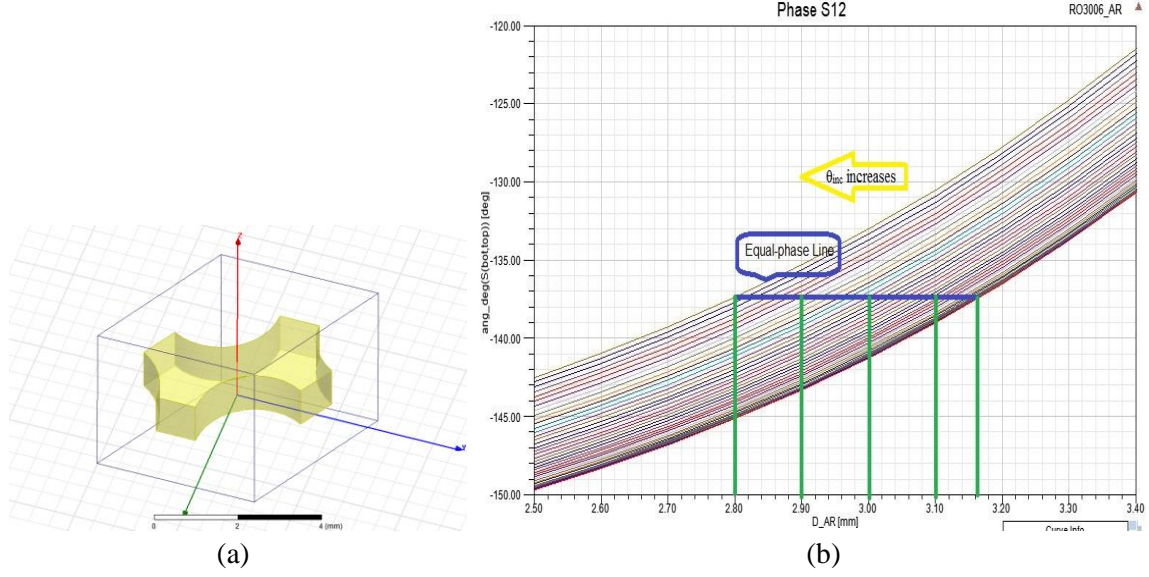 Phase S12
RO3006_AR
-120.00
-125.00
-130.00
-135.00
-140.00
-145.00
-150.00
ang_deg(S(bot,top)) [deg]
θinc increases
Equal-phase Line
2.50 2.60 2.70 2.80 2.90 3.00 3.10 3.20 3.30 3.40
D_AR [mm]
Curve Info
Z
Y
0 2 4 (mm)
(a)
(b)